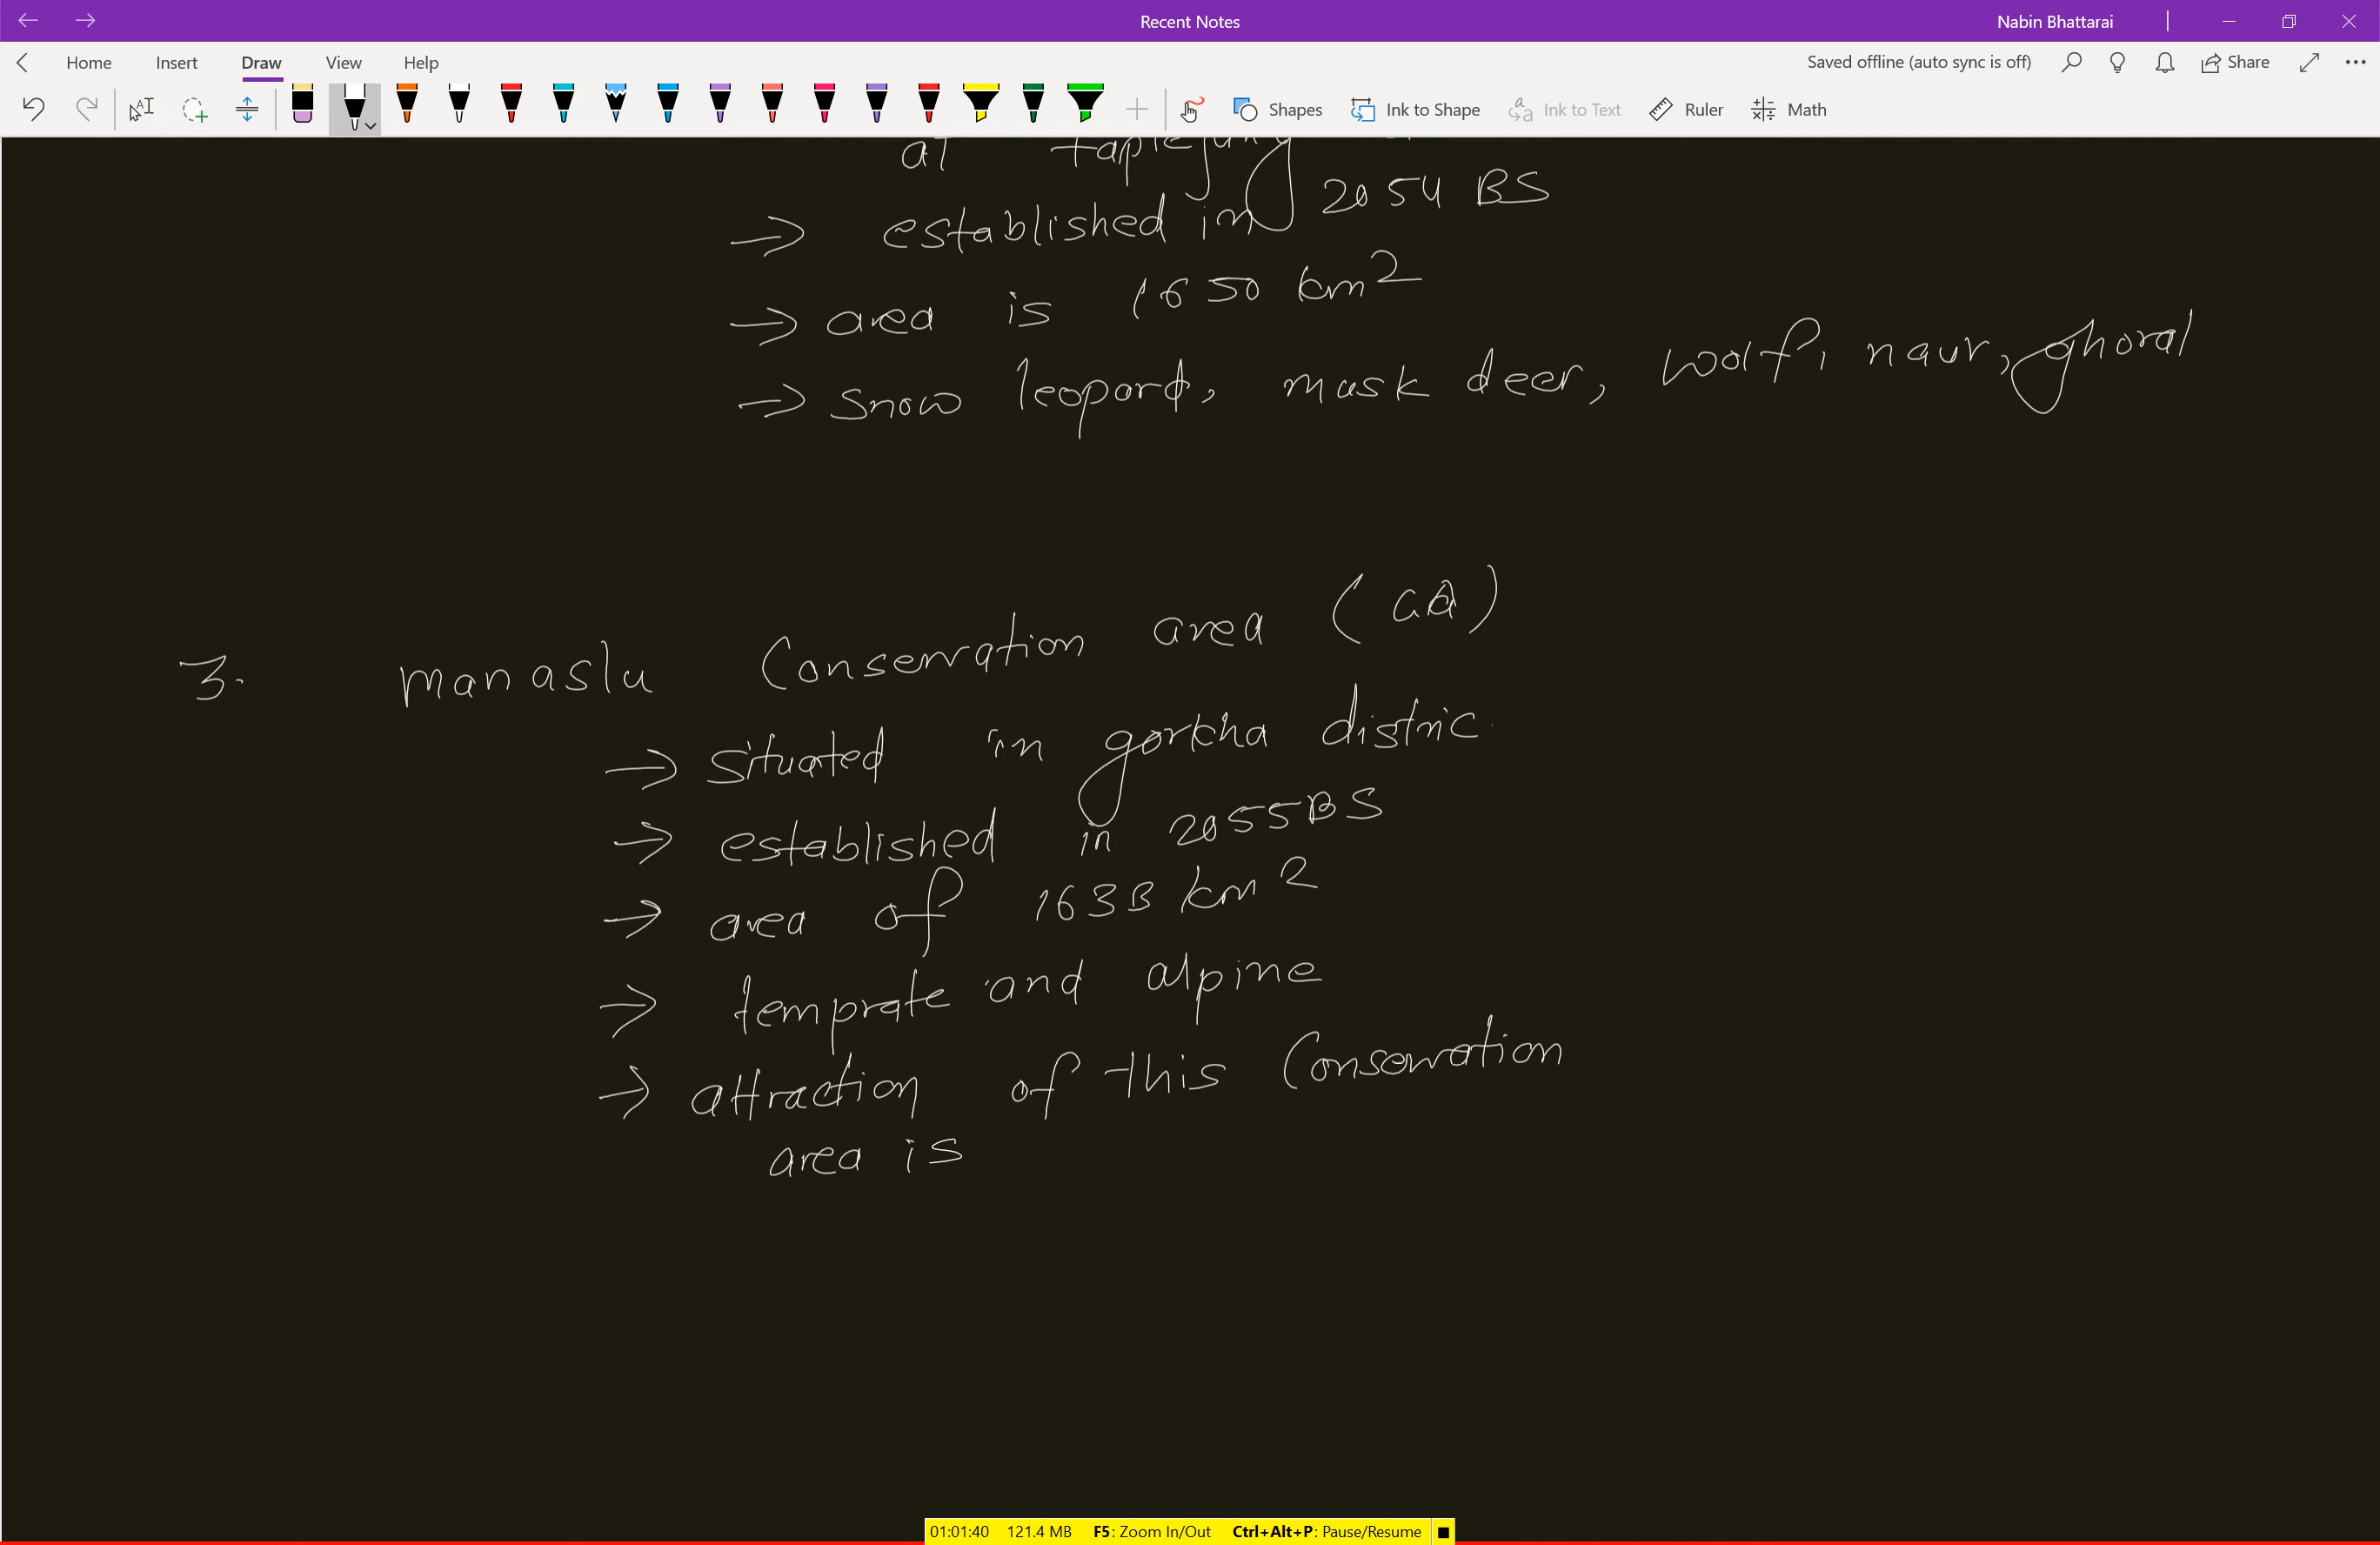 Recent Notes
Nabin Bhattarai
Home Insert Draw View Help
Saved offline (auto sync is off) Share
Shapes Ink to Shape Ink to Text Ruler Math
at taplejung
→ established in 2054 BS
→ area is 1650 km²
→ snow leopard, musk deer, woolf, naur, ghoral
3. manaslu Conservation area (CA)
→ situated in gorkha distric.
→ established in 2055BS
→ area of 1633 km²
→ temprate and alpine
→ attraction of this Conservation
area is
01:01:40 121.4 MB F5: Zoom In/Out Ctrl+Alt+P: Pause/Resume